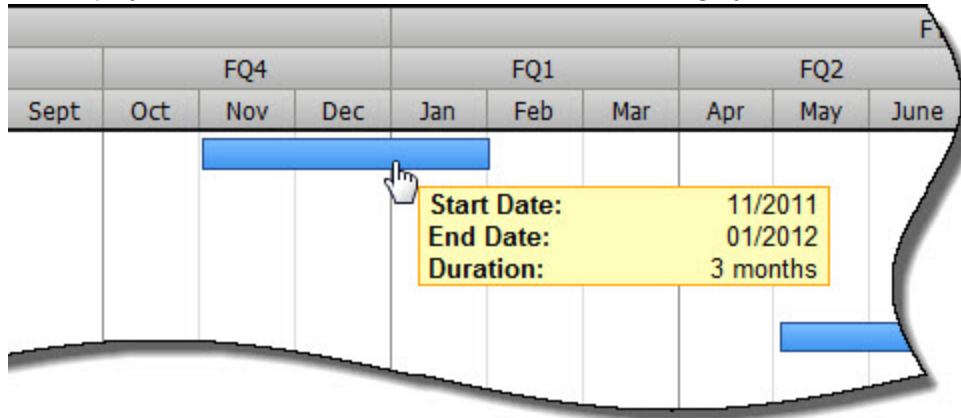 FQ4 FQ1 FQ2
Sept Oct Nov Dec Jan Feb Mar Apr May June
Start Date: 11/2011
End Date: 01/2012
Duration: 3 months